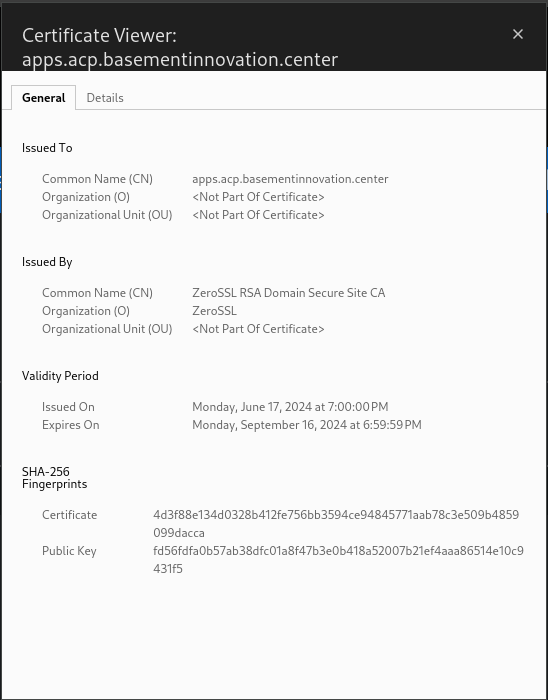 Certificate Viewer:
apps.acp.basementinnovation.center
General Details
Issued To
Common Name (CN) apps.acp.basementinnovation.center
Organization (O) <Not Part Of Certificate>
Organizational Unit (OU) <Not Part Of Certificate>
Issued By
Common Name (CN) ZeroSSL RSA Domain Secure Site CA
Organization (O) ZeroSSL
Organizational Unit (OU) <Not Part Of Certificate>
Validity Period
Issued On Monday, June 17, 2024 at 7:00:00 PM
Expires On Monday, September 16, 2024 at 6:59:59 PM
SHA-256
Fingerprints
Certificate 4d3f88e134d0328b412fe756bb3594ce94845771aab78c3e509b4859
099dacca
Public Key fd56fdfa0b57ab38dfc01a8f47b3e0b418a52007b21ef4aaa86514e10c9
431f5